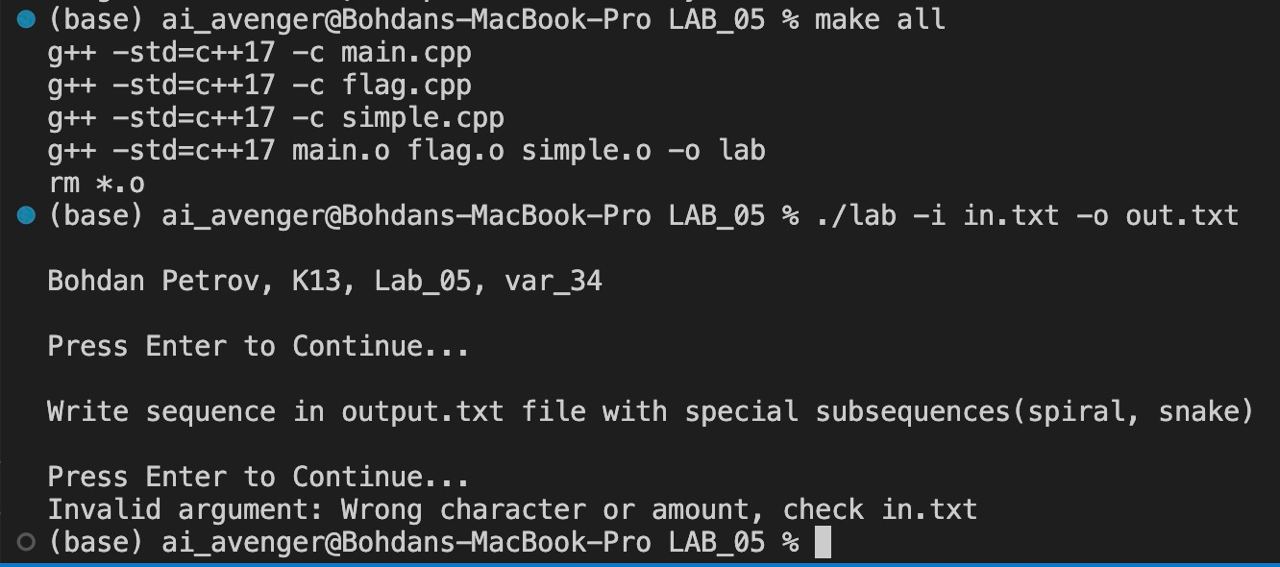 (base) ai_avenger@Bohdans-MacBook-Pro LAB_05 % make all
g++ -std=c++17 -c main.cpp
g++ -std=c++17 -c flag.cpp
g++ -std=c++17 -c simple.cpp
g++ -std=c++17 main.o flag.o simple.o -o lab
rm *.o
(base) ai_avenger@Bohdans-MacBook-Pro LAB_05 % ./lab -i in.txt -o out.txt
Bohdan Petrov, K13, Lab_05, var_34
Press Enter to Continue...
Write sequence in output.txt file with special subsequences(spiral, snake)
Press Enter to Continue...
Invalid argument: Wrong character or amount, check in.txt
(base) ai_avenger@Bohdans-MacBook-Pro LAB_05 %